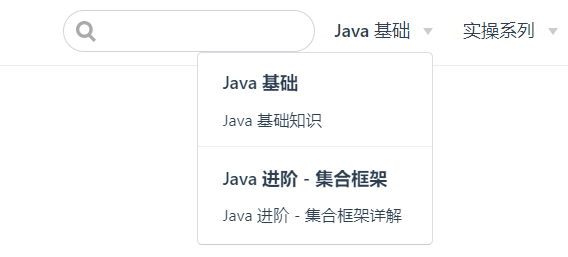 Java 基础 实操系列
Java 基础
Java 基础知识
Java 进阶 - 集合框架
Java 进阶 - 集合框架详解